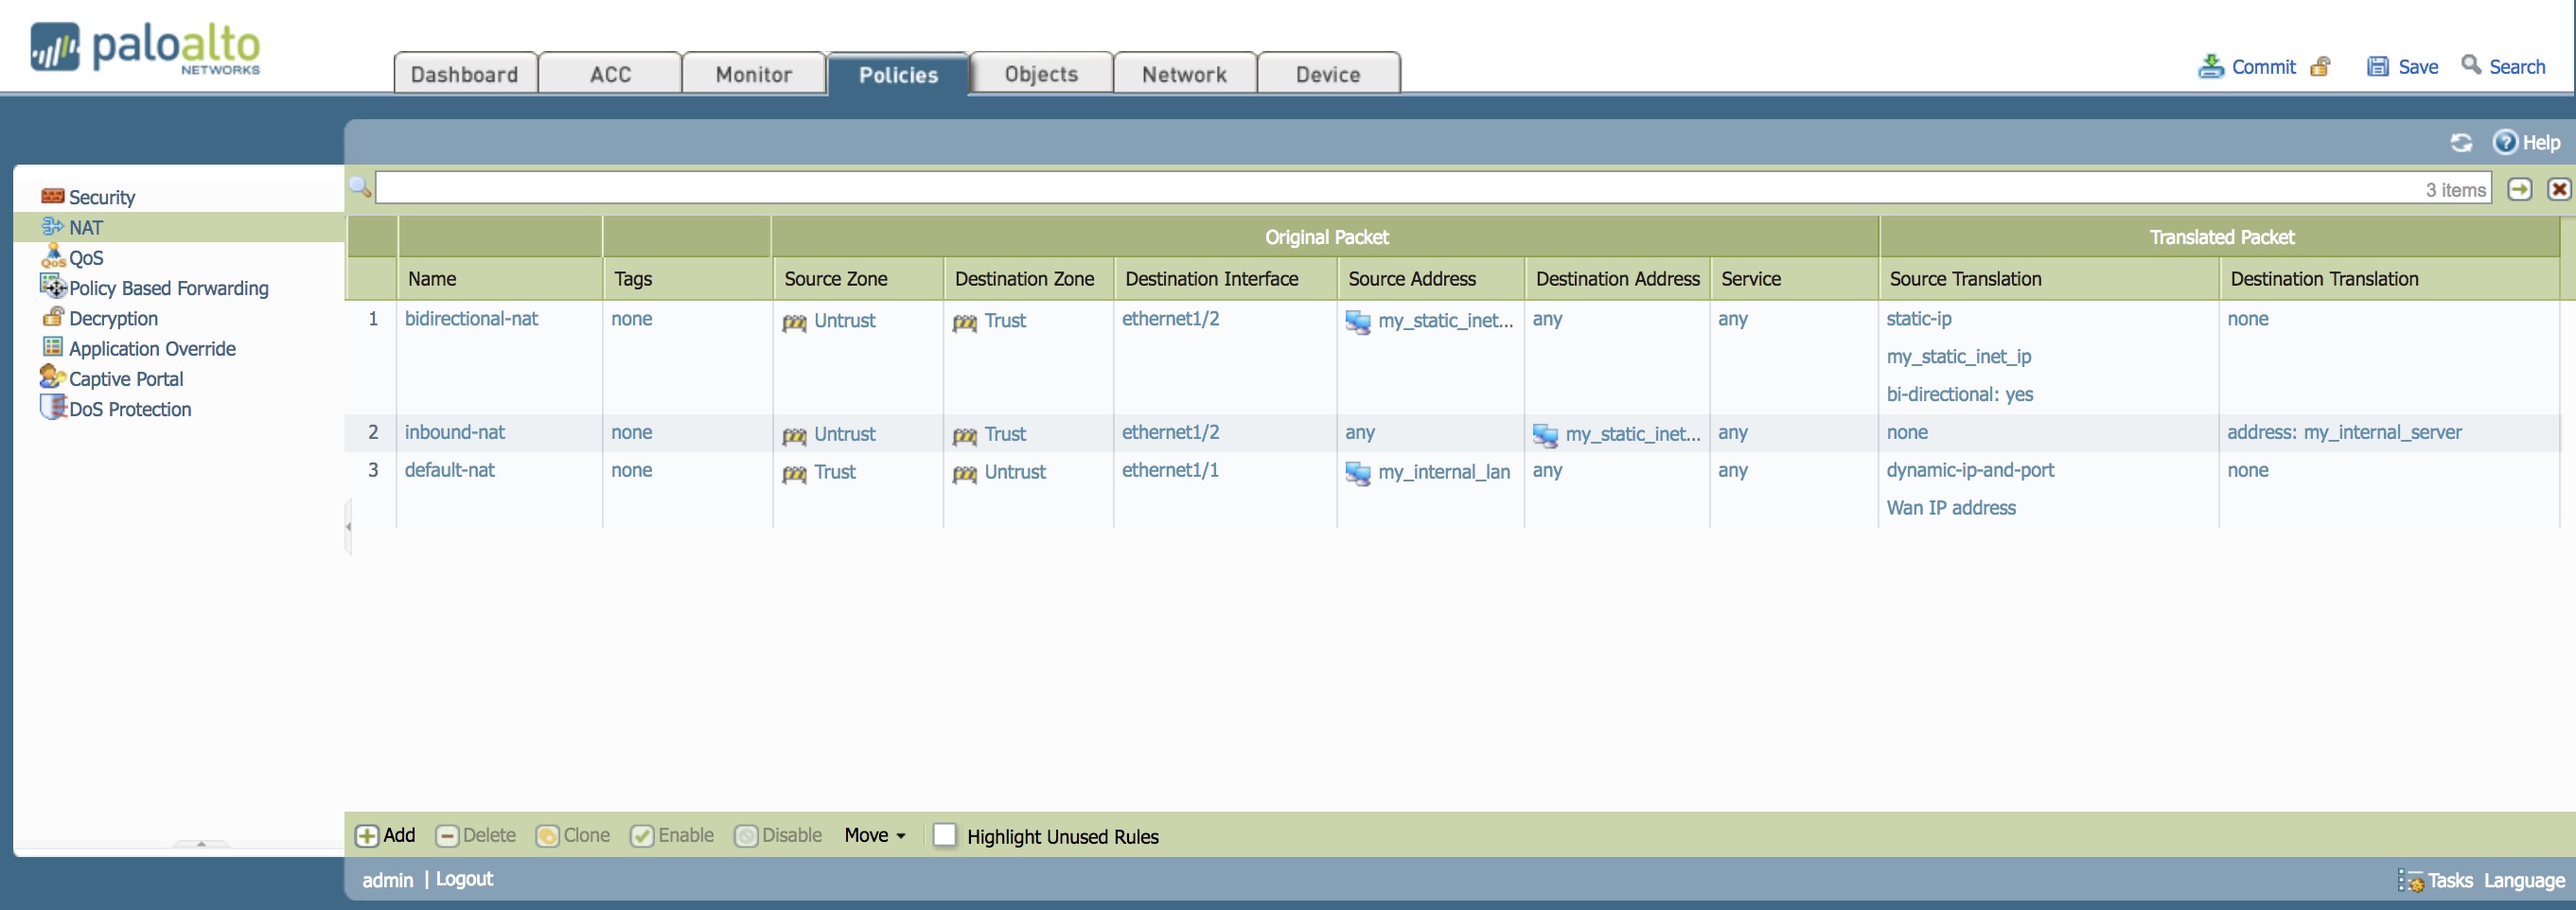 paloalto
NETWORKS
Dashboard ACC Monitor Policies Objects Network Device
Commit Save Search
Help
3 items
Security
NAT
QoS
Policy Based Forwarding
Decryption
Application Override
Captive Portal
DoS Protection
Original Packet Translated Packet
Name Tags Source Zone Destination Zone Destination Interface Source Address Destination Address Service Source Translation Destination Translation
1 bidirectional-nat none Untrust Trust ethernet1/2 my_static_inet... any any static-ip none
my_static_inet_ip
bi-directional: yes
2 inbound-nat none Untrust Trust ethernet1/2 any my_static_inet... any none address: my_internal_server
3 default-nat none Trust Untrust ethernet1/1 my_internal_lan any any dynamic-ip-and-port none
Wan IP address
Add Delete Clone Enable Disable Move Highlight Unused Rules
admin | Logout
Tasks Language